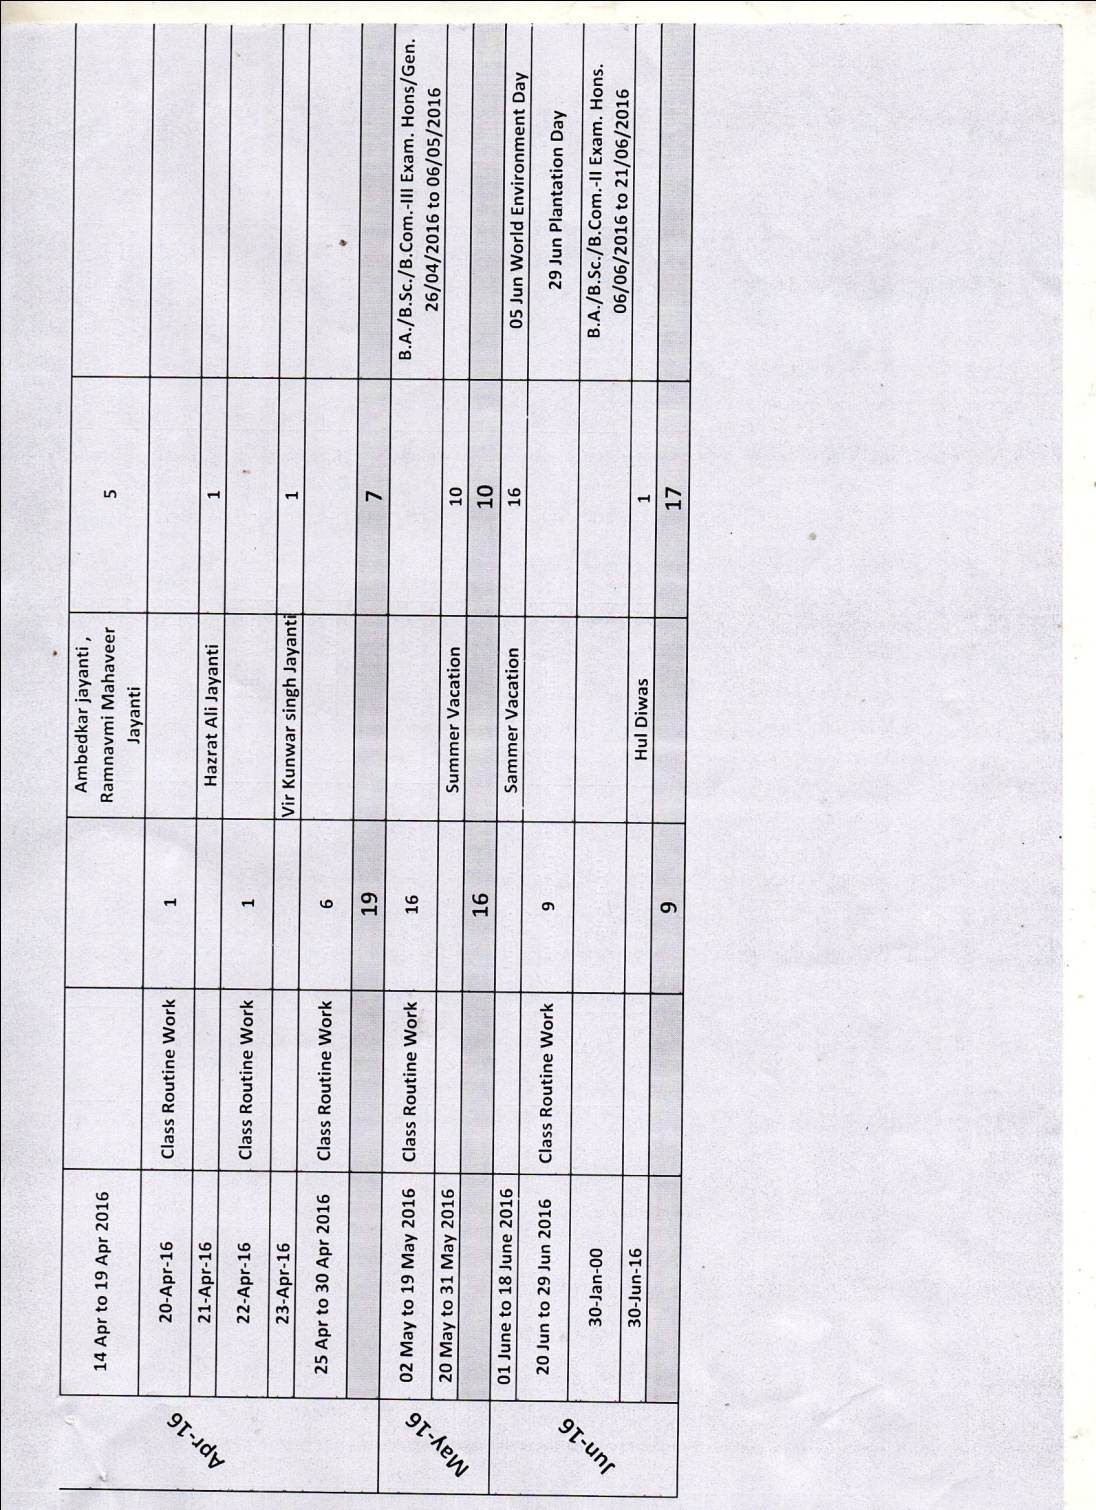 Apr-16
14 Apr to 19 Apr 2016
Ambedkar jayanti ,
Ramnavmi Mahaveer
Jayanti
5
20-Apr-16 Class Routine Work 1
21-Apr-16 Hazrat Ali Jayanti 1
22-Apr-16 Class Routine Work 1
23-Apr-16 Vir Kunwar singh Jayanti 1
25 Apr to 30 Apr 2016 Class Routine Work 6
19 7
May-16
02 May to 19 May 2016 Class Routine Work 16
B.A./B.Sc./B.Com.-III Exam. Hons/Gen.
26/04/2016 to 06/05/2016
20 May to 31 May 2016 Summer Vacation 10
16 10
Jun-16
01 June to 18 June 2016 Sammer Vacation 16 05 Jun World Environment Day
20 Jun to 29 Jun 2016 Class Routine Work 9 29 Jun Plantation Day
30-Jan-00
B.A./B.Sc./B.Com.-II Exam. Hons.
06/06/2016 to 21/06/2016
30-Jun-16 Hul Diwas 1
9 17